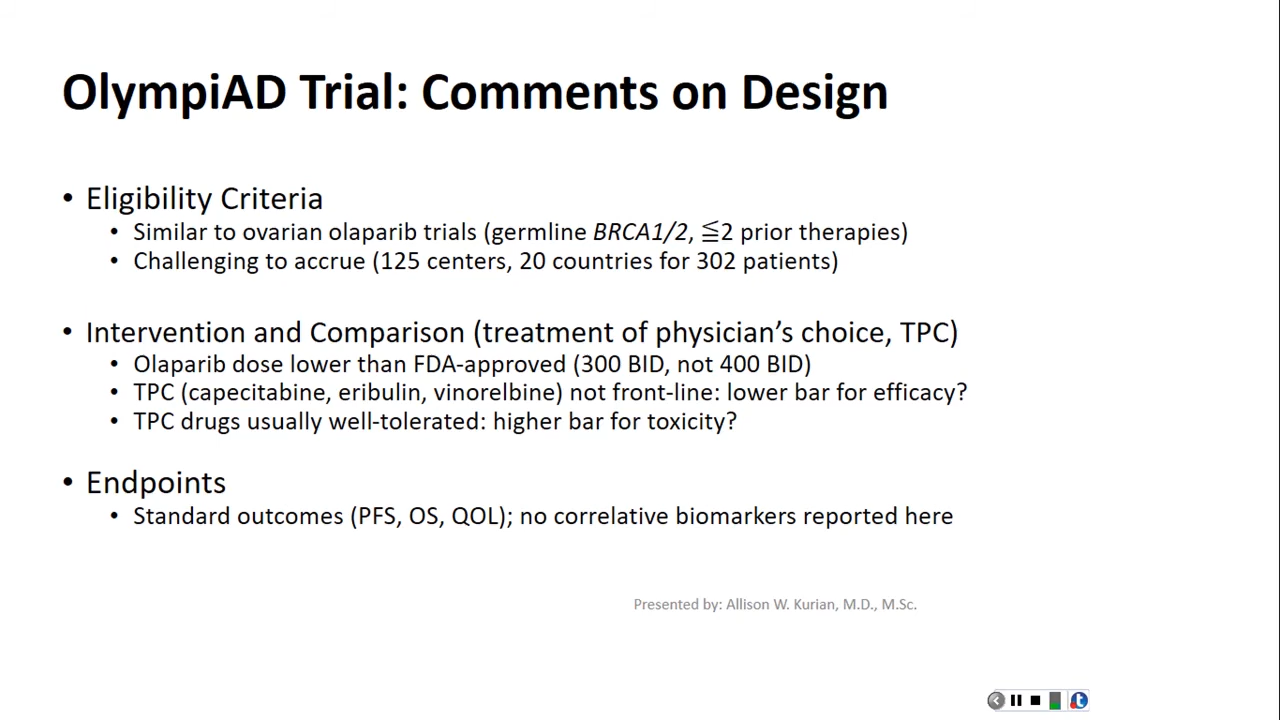 OlympiAD Trial: Comments on Design
• Eligibility Criteria
• Similar to ovarian olaparib trials (germline BRCA1/2, ≦2 prior therapies)
• Challenging to accrue (125 centers, 20 countries for 302 patients)
• Intervention and Comparison (treatment of physician’s choice, TPC)
• Olaparib dose lower than FDA-approved (300 BID, not 400 BID)
• TPC (capecitabine, eribulin, vinorelbine) not front-line: lower bar for efficacy?
• TPC drugs usually well-tolerated: higher bar for toxicity?
• Endpoints
• Standard outcomes (PFS, OS, QOL); no correlative biomarkers reported here
Presented by: Allison W. Kurian, M.D., M.Sc.
t